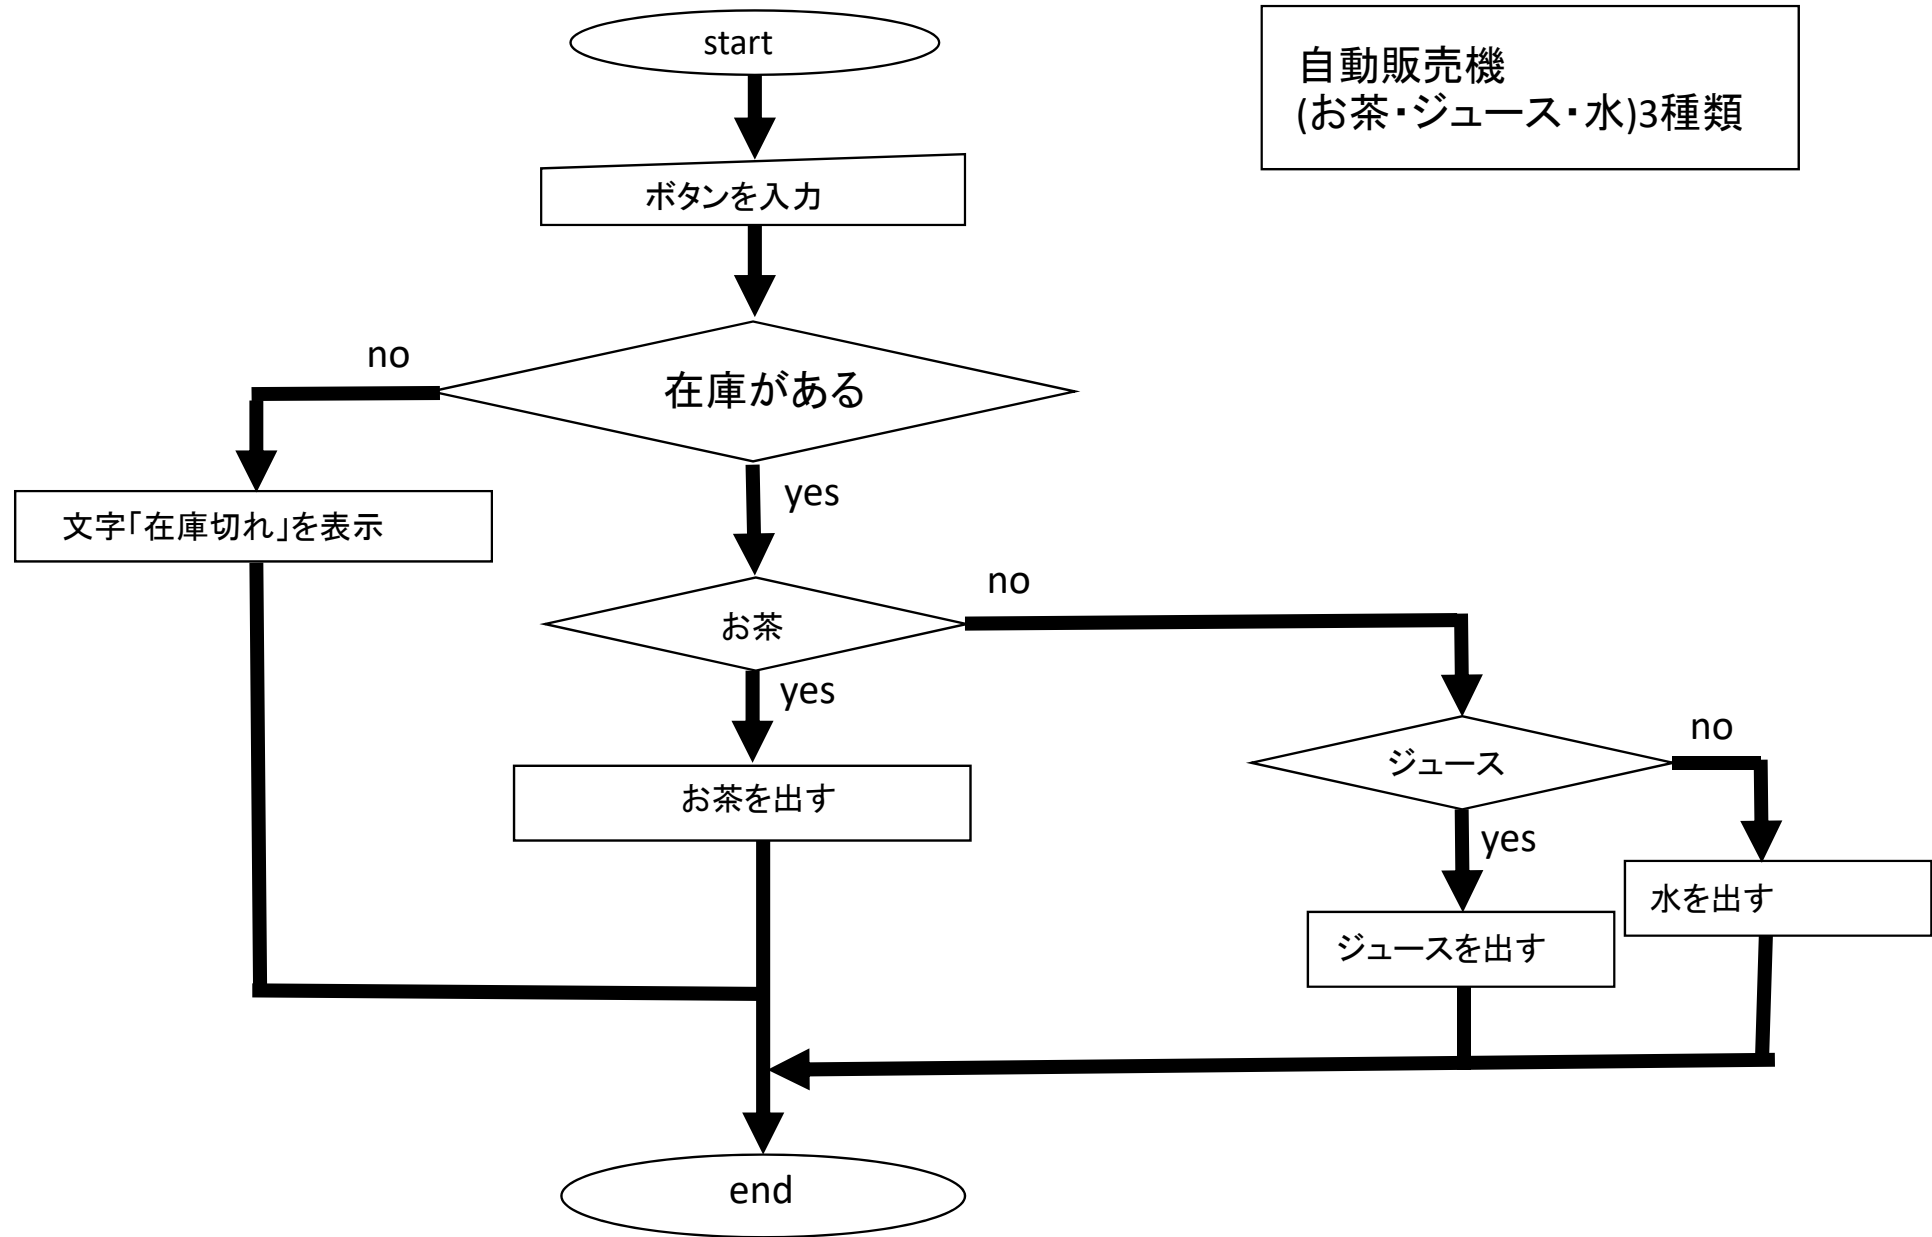 start
自動販売機
(お茶・ジュース・水)3種類
ボタンを入力
no
在庫がある
yes
文字「在庫切れ」を表示
no
お茶
yes
no
ジュース
お茶を出す
yes
水を出す
ジュースを出す
end